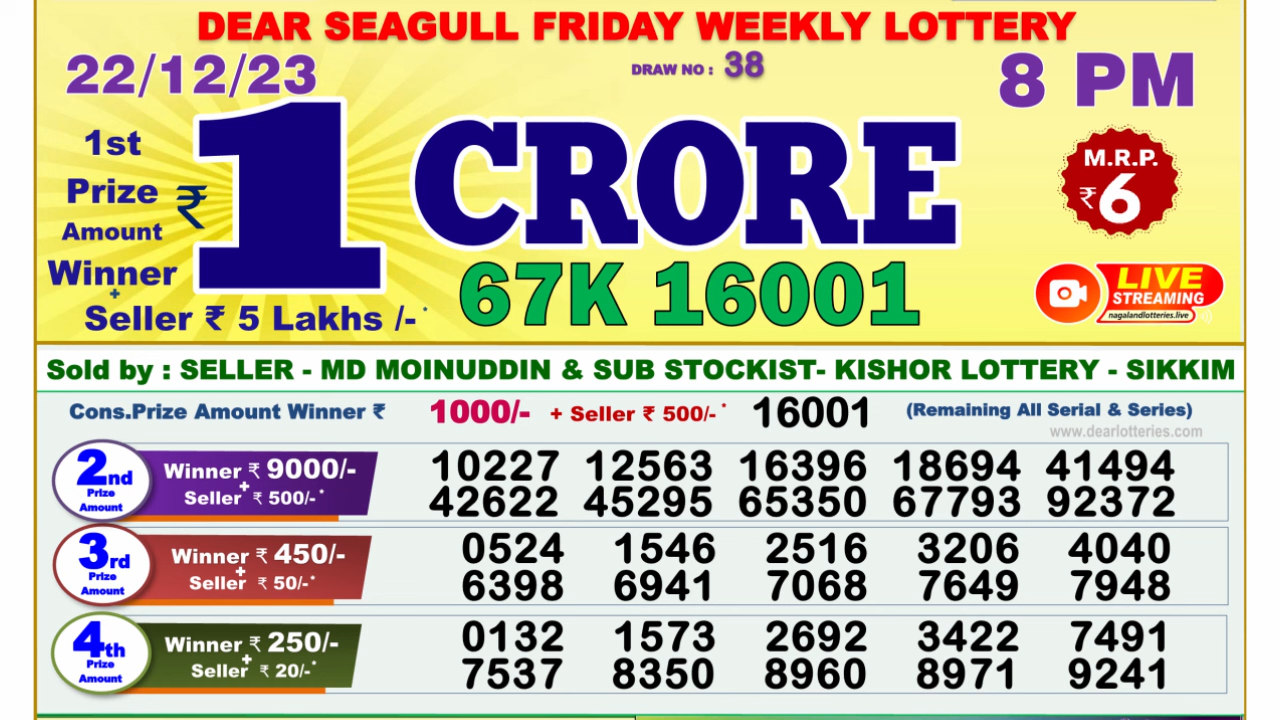 DEAR SEAGULL FRIDAY WEEKLY LOTTERY
22/12/23
DRAW NO : 38
8 PM
1st
Prize
Amount
Winner
+
Seller ₹ 5 Lakhs /-*
₹ 1 CRORE
67K 16001
M.R.P.
₹6
LIVE
STREAMING
nagalandlotteries.live
Sold by : SELLER - MD MOINUDDIN & SUB STOCKIST- KISHOR LOTTERY - SIKKIM
Cons.Prize Amount Winner ₹ 1000/- + Seller ₹ 500/-* 16001 (Remaining All Serial & Series)
www.dearlotteries.com
2nd
Prize
Amount
Winner ₹ 9000/-
+
Seller ₹ 500/-*
10227 12563 16396 18694 41494
42622 45295 65350 67793 92372
3rd
Prize
Amount
Winner ₹ 450/-
+
Seller ₹ 50/-*
0524 1546 2516 3206 4040
6398 6941 7068 7649 7948
4th
Prize
Amount
Winner ₹ 250/-
+
Seller ₹ 20/-*
0132 1573 2692 3422 7491
7537 8350 8960 8971 9241